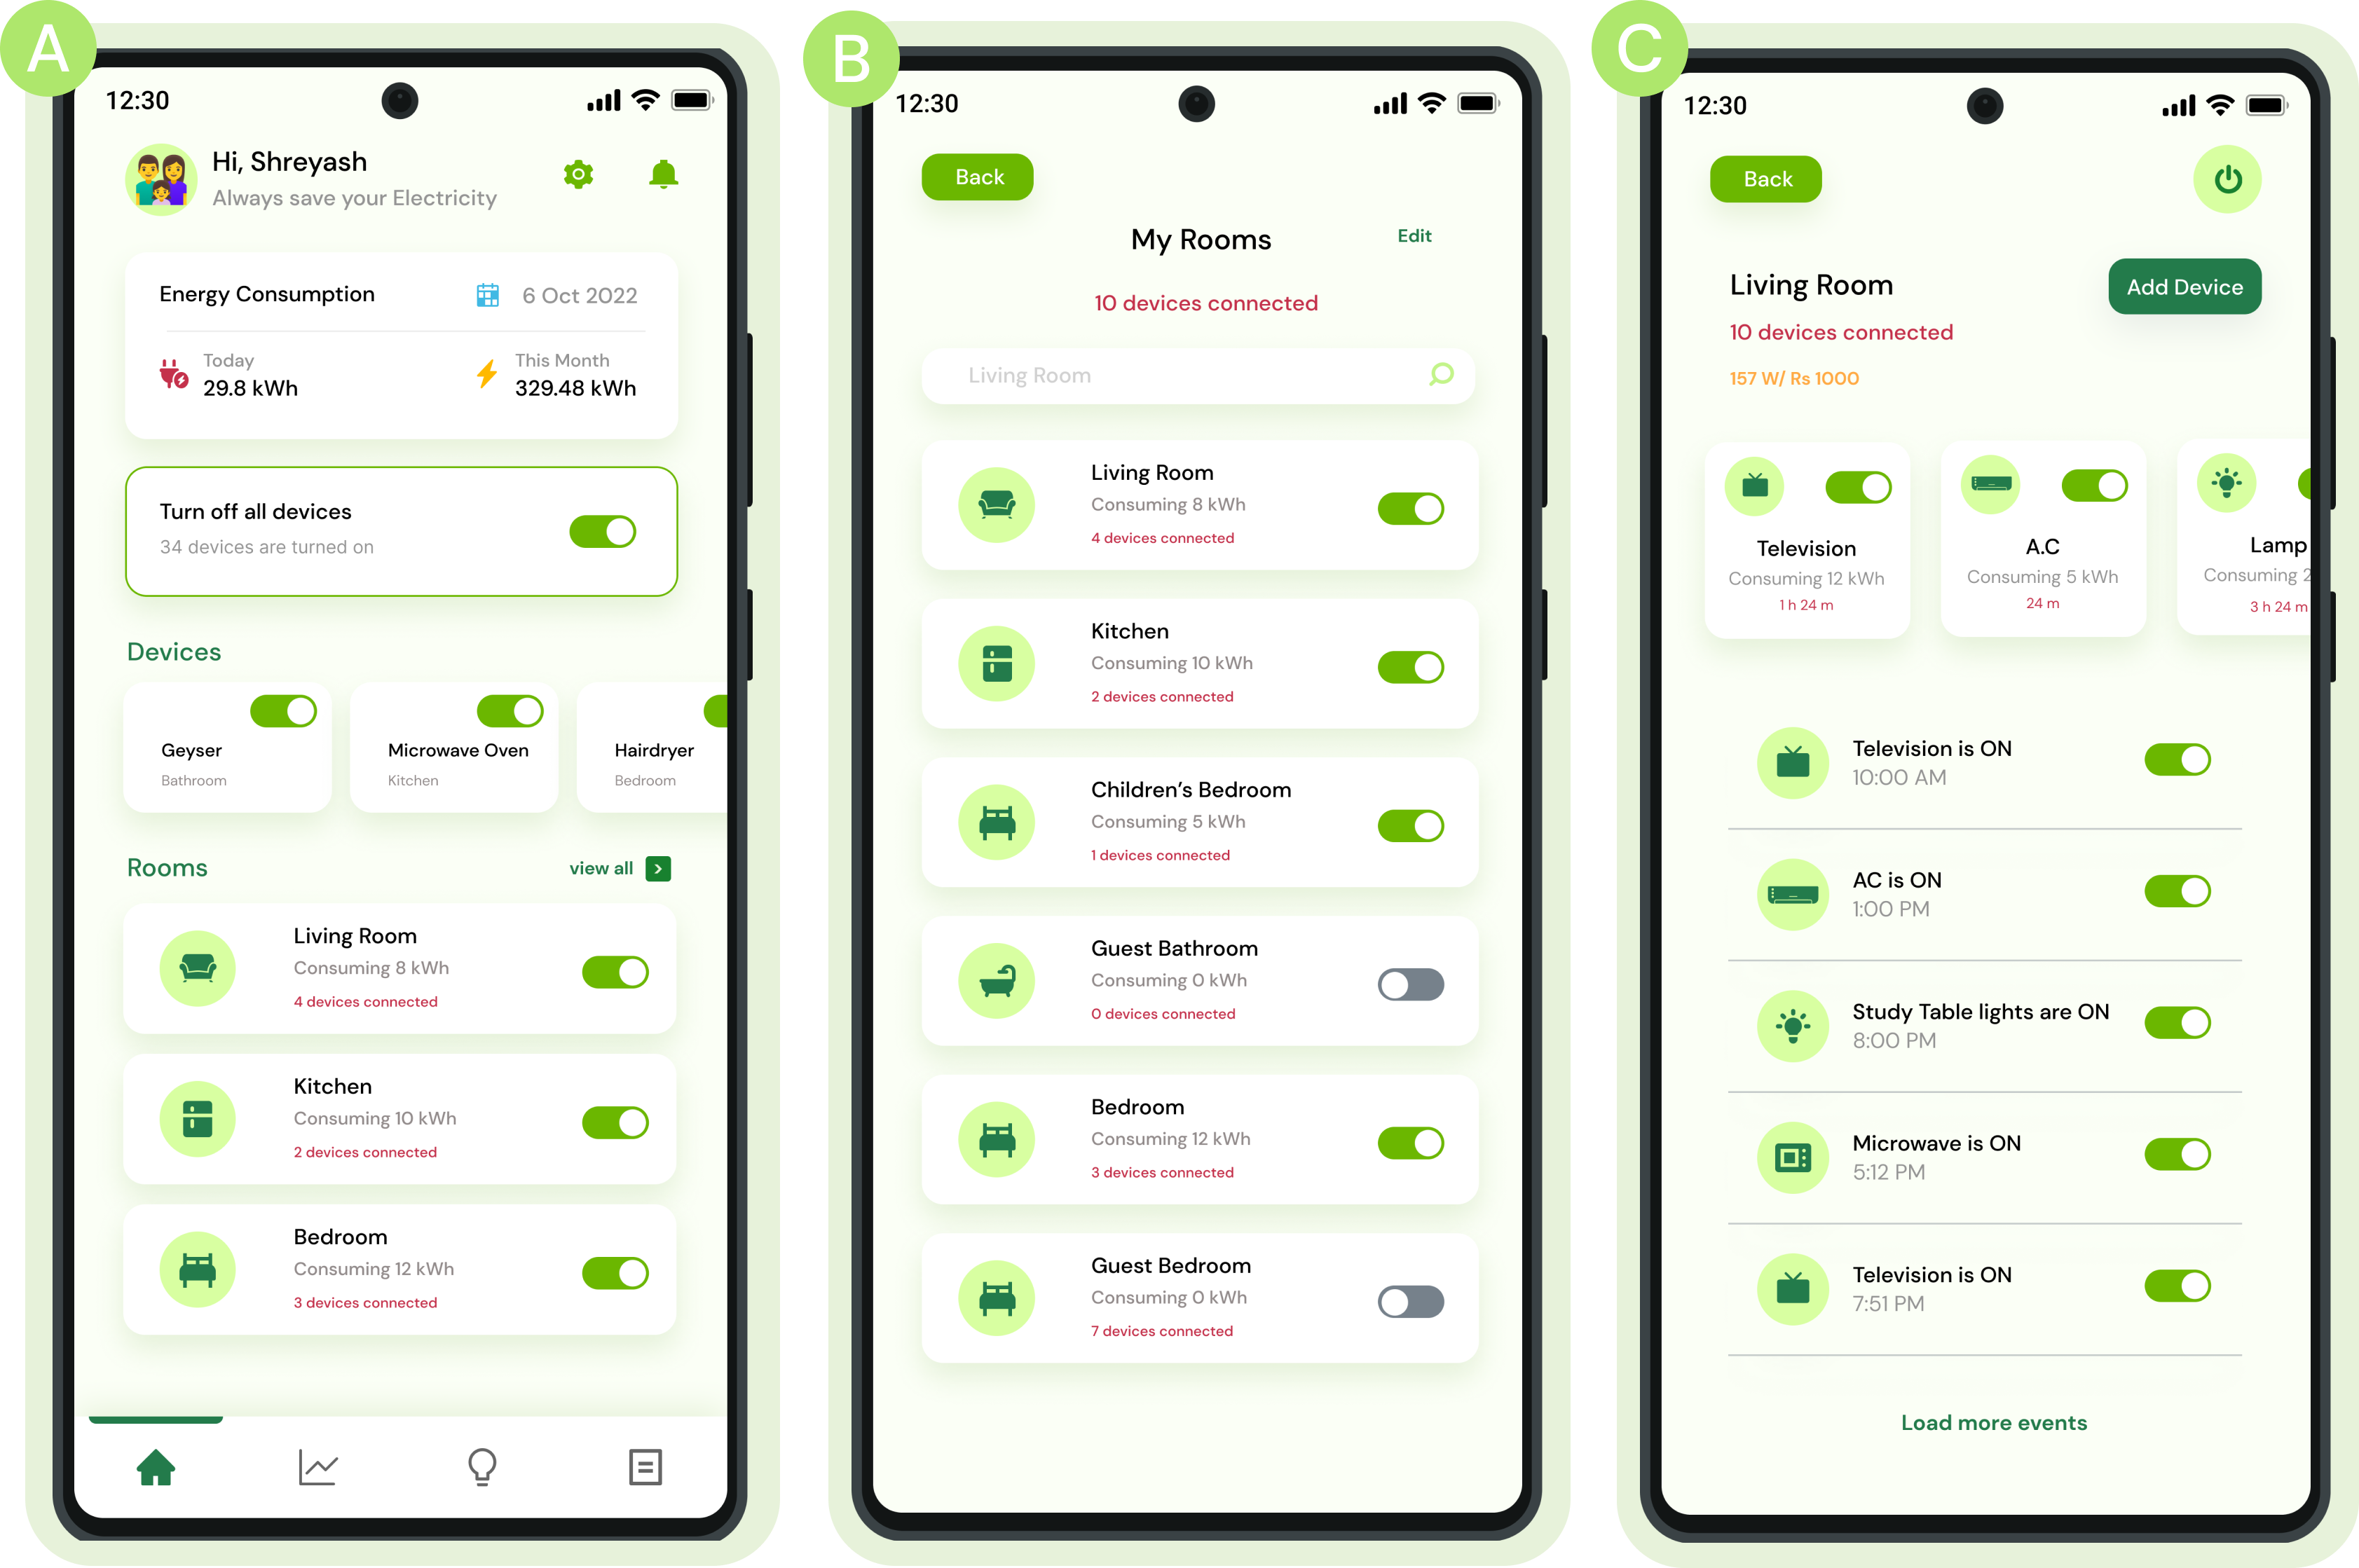 A
12:30
Hi, Shreyash
Always save your Electricity
Energy Consumption
6 Oct 2022
Today
29.8 kWh
This Month
329.48 kWh
Turn off all devices
34 devices are turned on
Devices
Geyser
Bathroom
Microwave Oven
Kitchen
Hairdryer
Bedroom
Rooms
view all
Living Room
Consuming 8 kWh
4 devices connected
Kitchen
Consuming 10 kWh
2 devices connected
Bedroom
Consuming 12 kWh
3 devices connected
B
12:30
Back
My Rooms
Edit
10 devices connected
Living Room
Living Room
Consuming 8 kWh
4 devices connected
Kitchen
Consuming 10 kWh
2 devices connected
Children’s Bedroom
Consuming 5 kWh
1 devices connected
Guest Bathroom
Consuming 0 kWh
0 devices connected
Bedroom
Consuming 12 kWh
3 devices connected
Guest Bedroom
Consuming 0 kWh
7 devices connected
C
12:30
Back
Living Room
Add Device
10 devices connected
157 W/ Rs 1000
Television
Consuming 12 kWh
1 h 24 m
A.C
Consuming 5 kWh
24 m
Lamp
Consuming 2
3 h 24 m
Television is ON
10:00 AM
AC is ON
1:00 PM
Study Table lights are ON
8:00 PM
Microwave is ON
5:12 PM
Television is ON
7:51 PM
Load more events